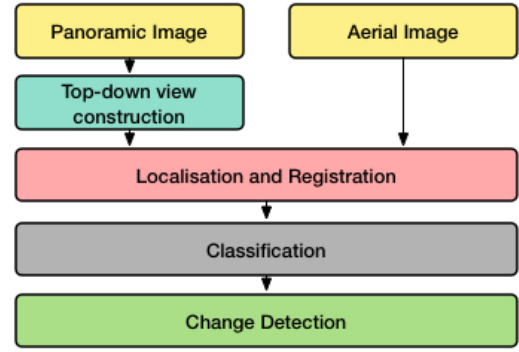 Panoramic Image
Aerial Image
Top-down view
construction
Localisation and Registration
Classification
Change Detection